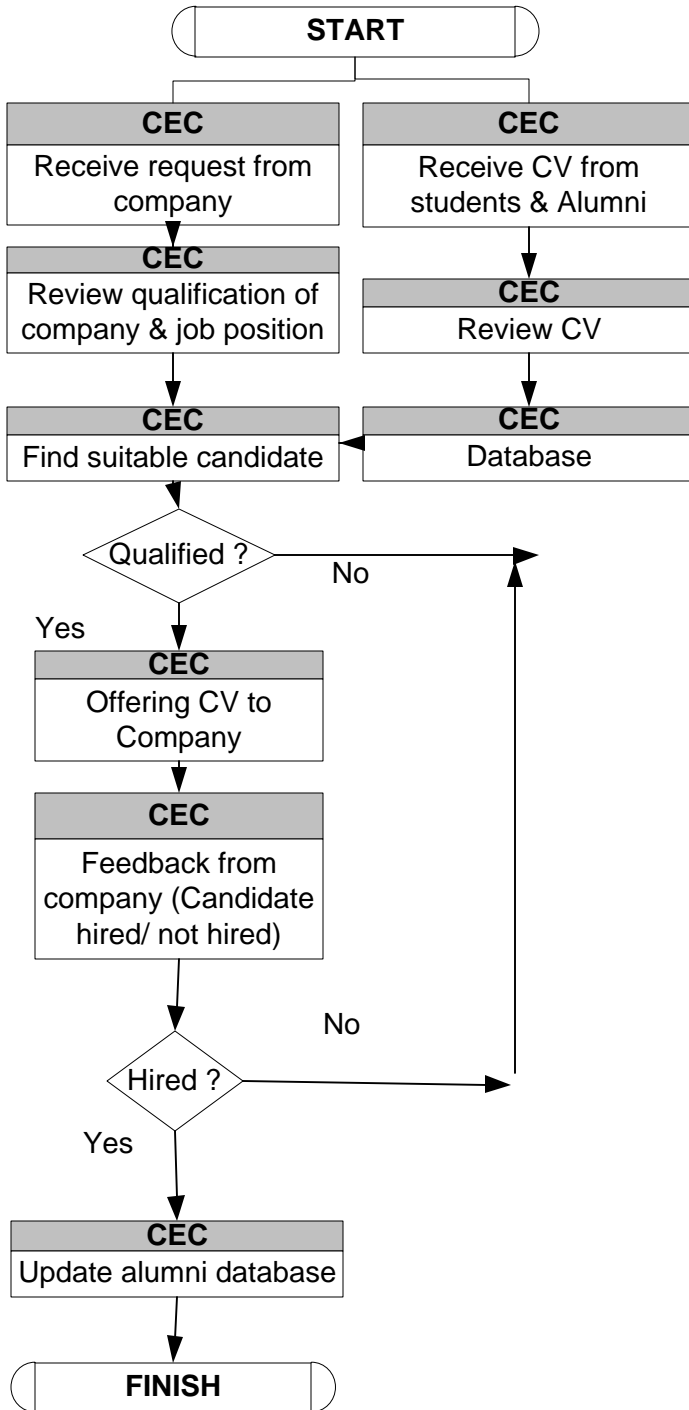 START
CEC
Receive request from
company
CEC
Review qualification of
company & job position
CEC
Receive CV from
students & Alumni
CEC
Review CV
CEC
Database
CEC
Find suitable candidate
Qualified ?
No
Yes
CEC
Offering CV to
Company
CEC
Feedback from
company (Candidate
hired/ not hired)
No
Hired ?
Yes
CEC
Update alumni database
FINISH